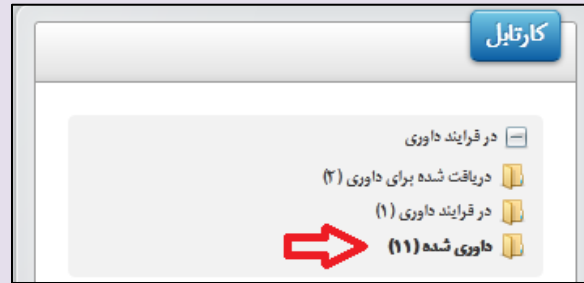 کارتابل
در فرایند داوری
دریافت شده برای داوری (۲)
در فرایند داوری (۱)
داوری شده (۱۱)